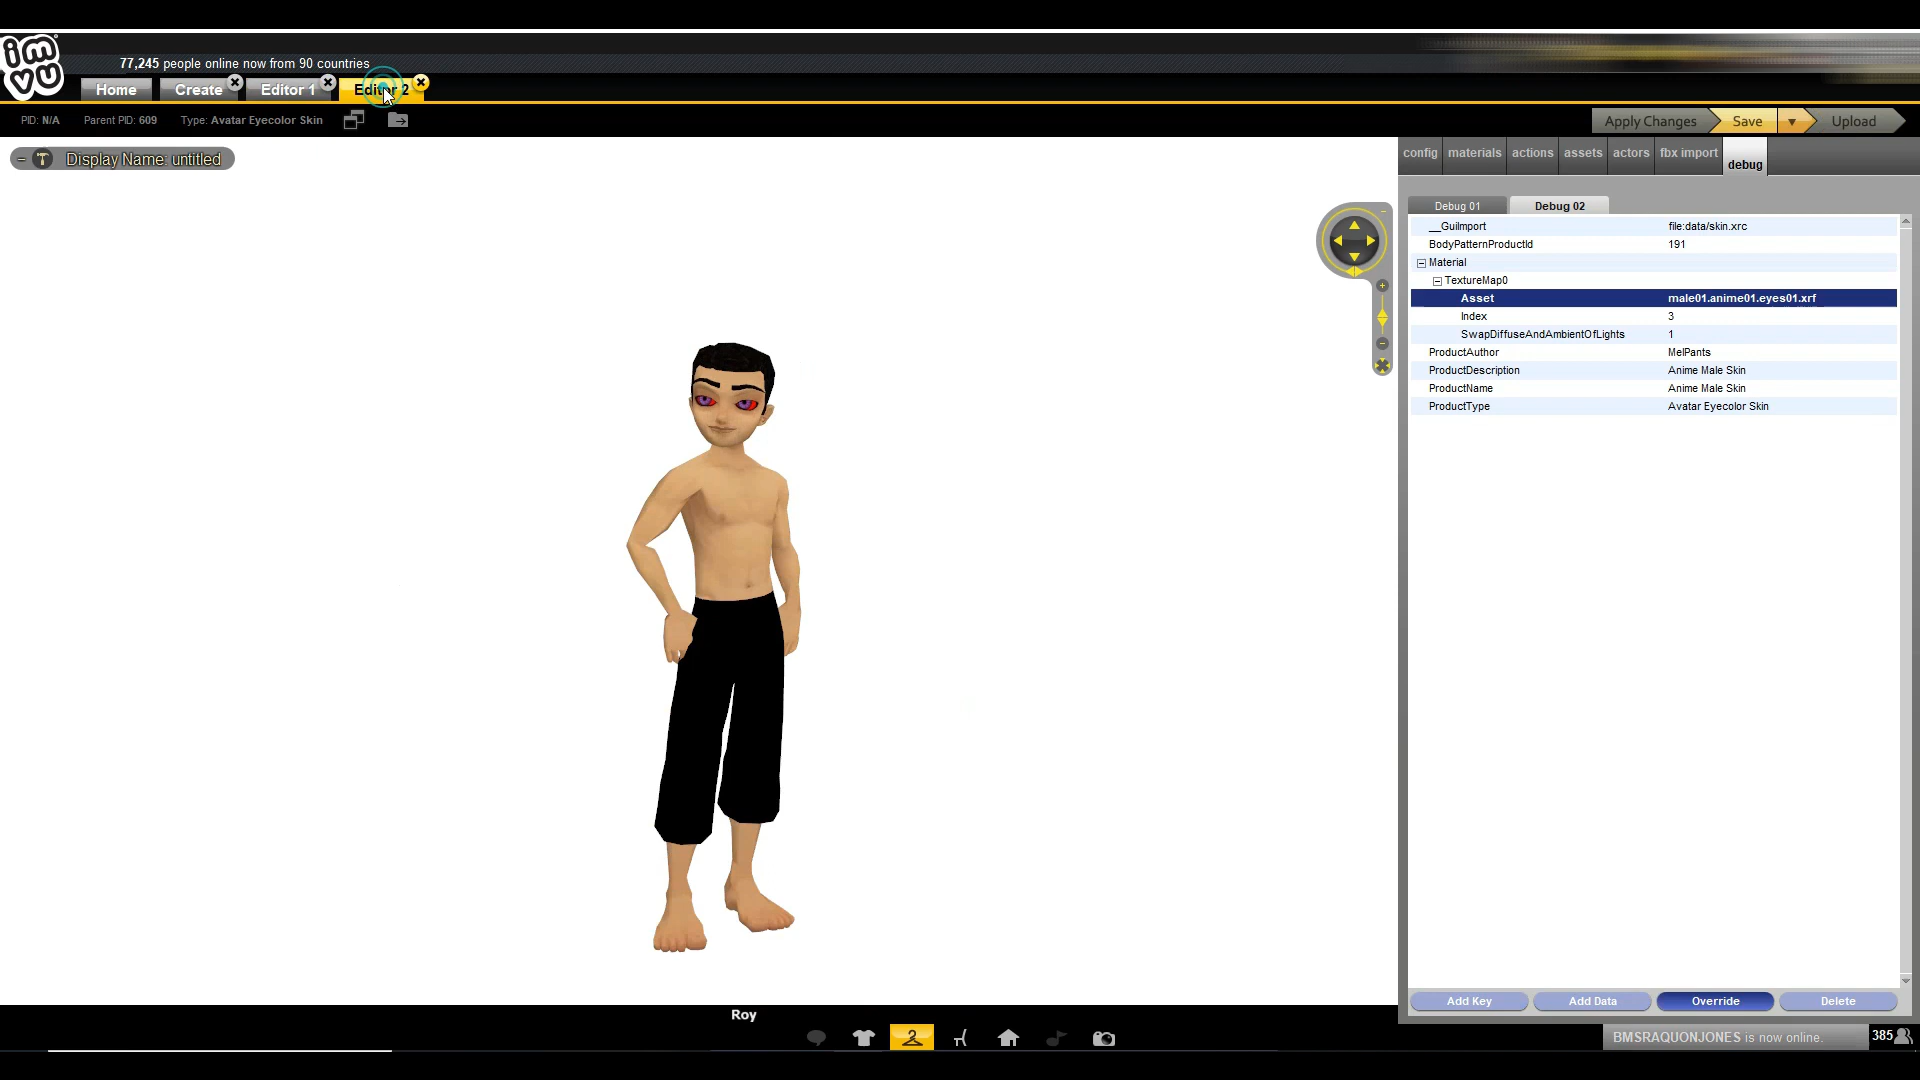 imvu
77,245 people online now from 90 countries
Home Create Editor 1 Editor 2
PID: N/A Parent PID: 609 Type: Avatar Eyecolor Skin
Apply Changes Save Upload
Display Name: untitled
config materials actions assets actors fbx import debug
Debug 01 Debug 02
__GuiImport file:data/skin.xrc
BodyPatternProductId 191
Material
TextureMap0
Asset male01.anime01.eyes01.xrf
Index 3
SwapDiffuseAndAmbientOfLights 1
ProductAuthor MelPants
ProductDescription Anime Male Skin
ProductName Anime Male Skin
ProductType Avatar Eyecolor Skin
Add Key Add Data Override Delete
Roy
BMSRAQUONJONES is now online. 385